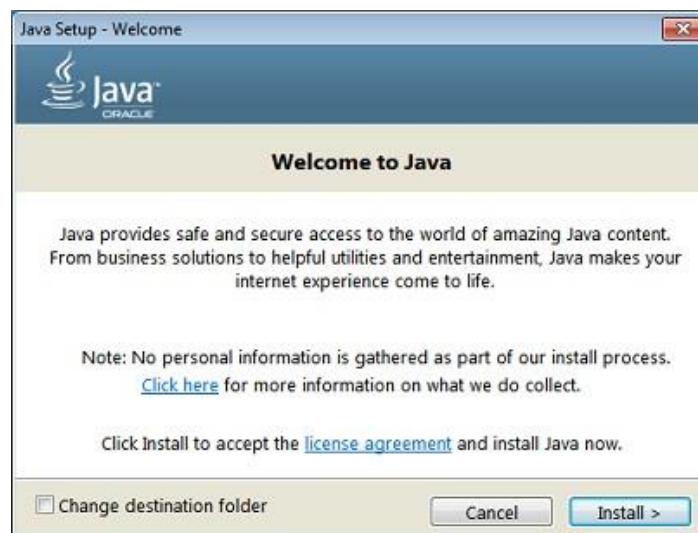 Java Setup - Welcome
Java
ORACLE
Welcome to Java
Java provides safe and secure access to the world of amazing Java content.
From business solutions to helpful utilities and entertainment, Java makes your
internet experience come to life.
Note: No personal information is gathered as part of our install process.
Click here for more information on what we do collect.
Click Install to accept the license agreement and install Java now.
Change destination folder
Cancel
Install >